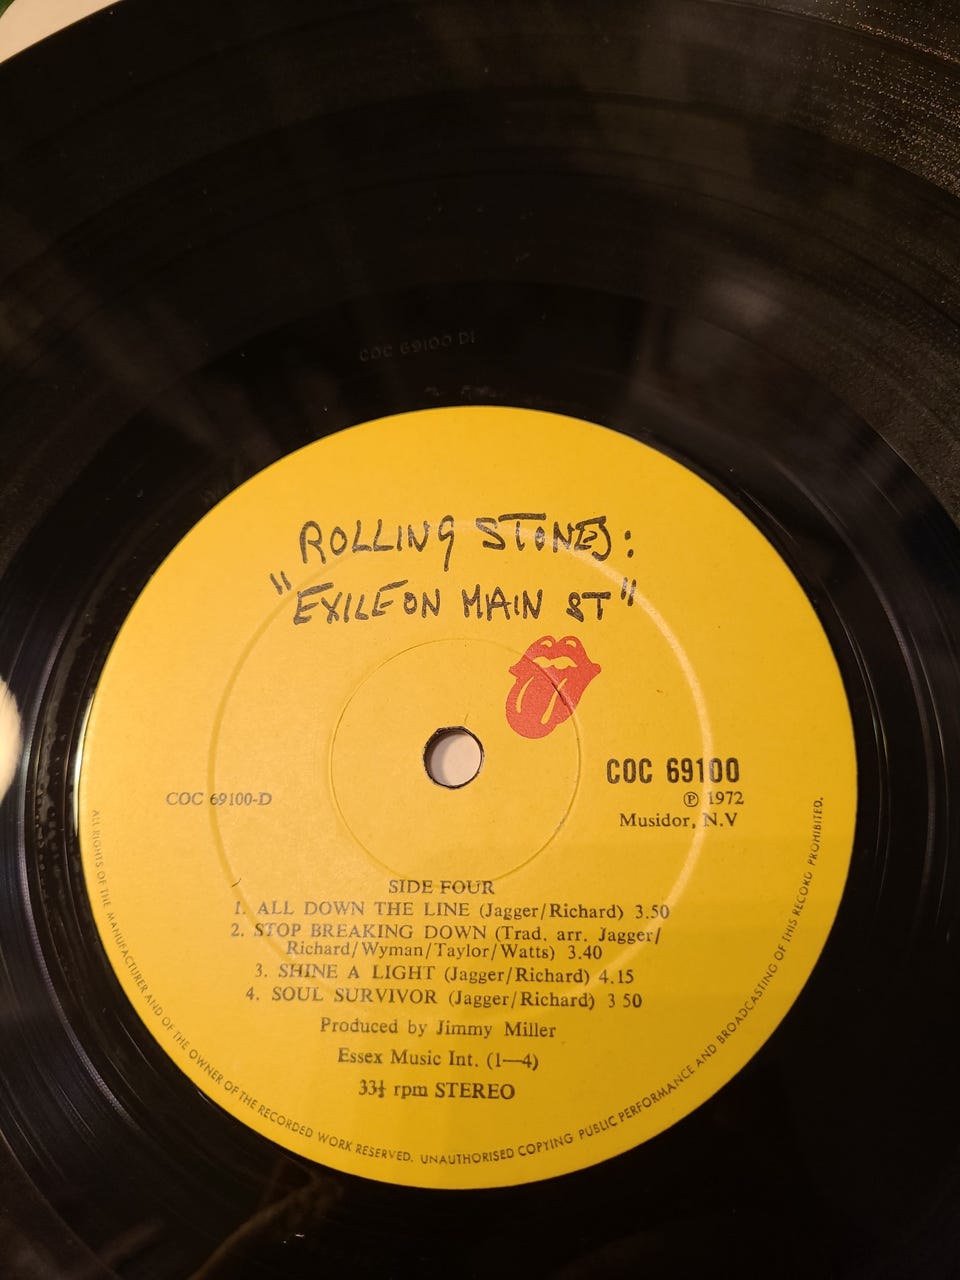 COC 69100 D1
ROLLING STONES:
"EXILE ON MAIN ST"
COC 69100
COC 69100-D
℗ 1972
Musidor, N.V
SIDE FOUR
1. ALL DOWN THE LINE (Jagger/Richard) 3.50
2. STOP BREAKING DOWN (Trad. arr. Jagger/
Richard/Wyman/Taylor/Watts) 3.40
3. SHINE A LIGHT (Jagger/Richard) 4.15
4. SOUL SURVIVOR (Jagger/Richard) 3 50
Produced by Jimmy Miller
Essex Music Int. (1—4)
33⅓ rpm STEREO
ALL RIGHTS OF THE MANUFACTURER AND OF THE OWNER OF THE RECORDED WORK RESERVED. UNAUTHORISED COPYING PUBLIC PERFORMANCE AND BROADCASTING OF THIS RECORD PROHIBITED.